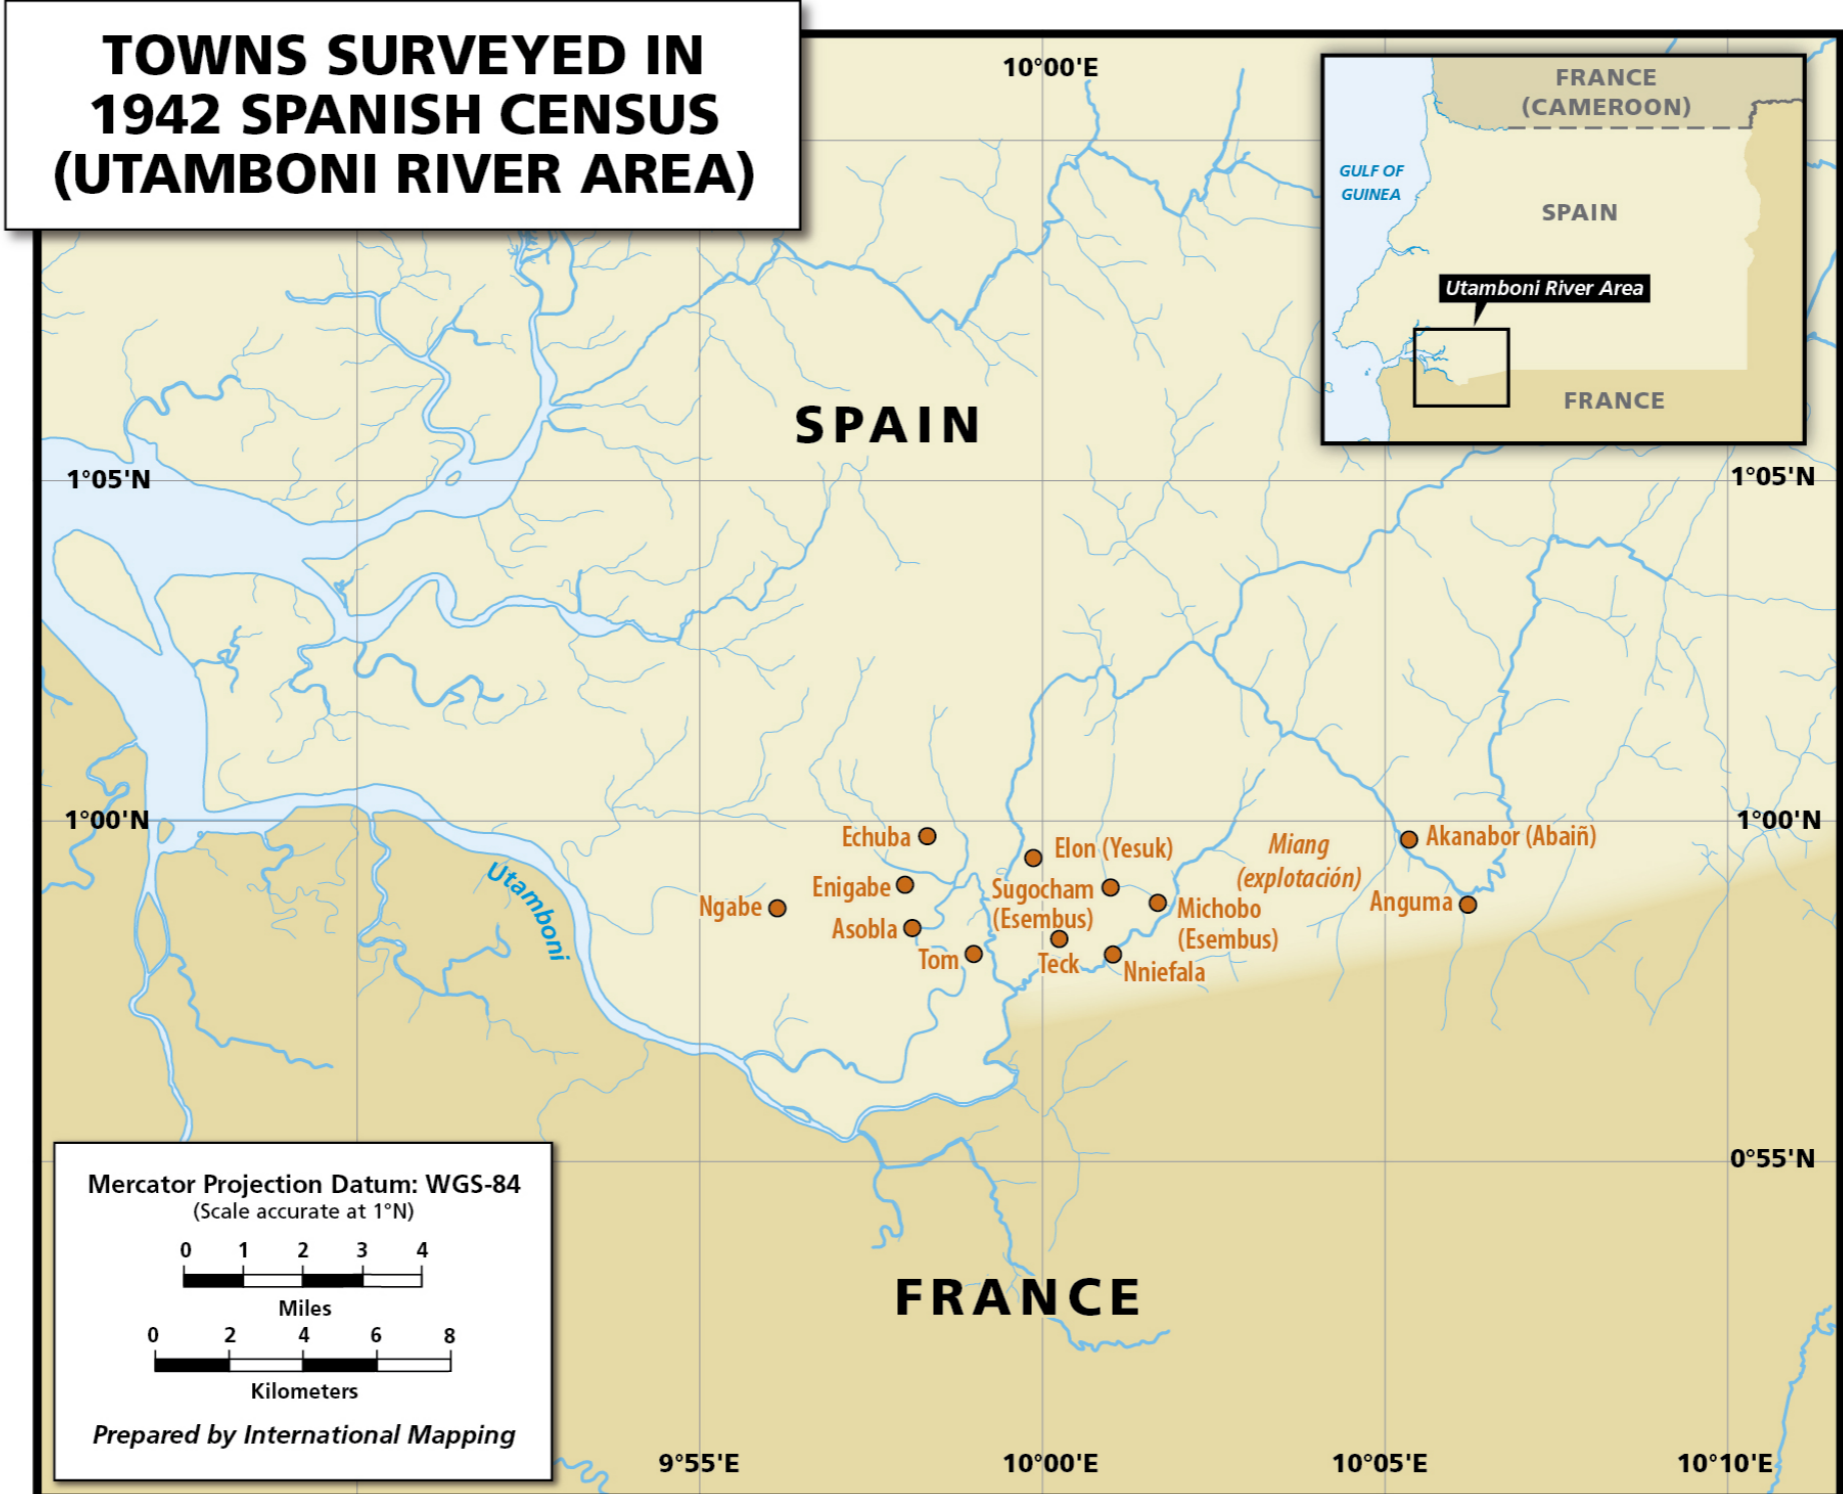 TOWNS SURVEYED IN
1942 SPANISH CENSUS
(UTAMBONI RIVER AREA)
10°00'E
FRANCE
(CAMEROON)
GULF OF
GUINEA
SPAIN
Utamboni River Area
FRANCE
SPAIN
1°05'N
1°05'N
1°00'N
1°00'N
Echuba
Elon (Yesuk)
Miang
(explotación)
Akanabor (Abaiñ)
Utamboni
Enigabe
Sugocham
(Esembus)
Ngabe
Michobo
(Esembus)
Anguma
Asobla
Tom
Teck
Nniefala
0°55'N
Mercator Projection Datum: WGS-84
(Scale accurate at 1°N)
0 1 2 3 4
Miles
0 2 4 6 8
Kilometers
Prepared by International Mapping
FRANCE
9°55'E
10°00'E
10°05'E
10°10'E